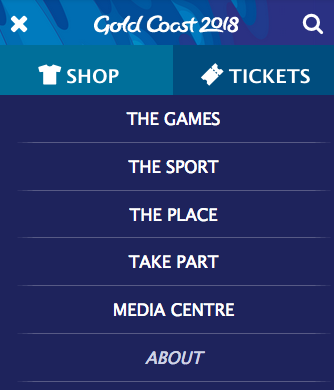 Gold Coast 2018
SHOP
TICKETS
THE GAMES
THE SPORT
THE PLACE
TAKE PART
MEDIA CENTRE
ABOUT